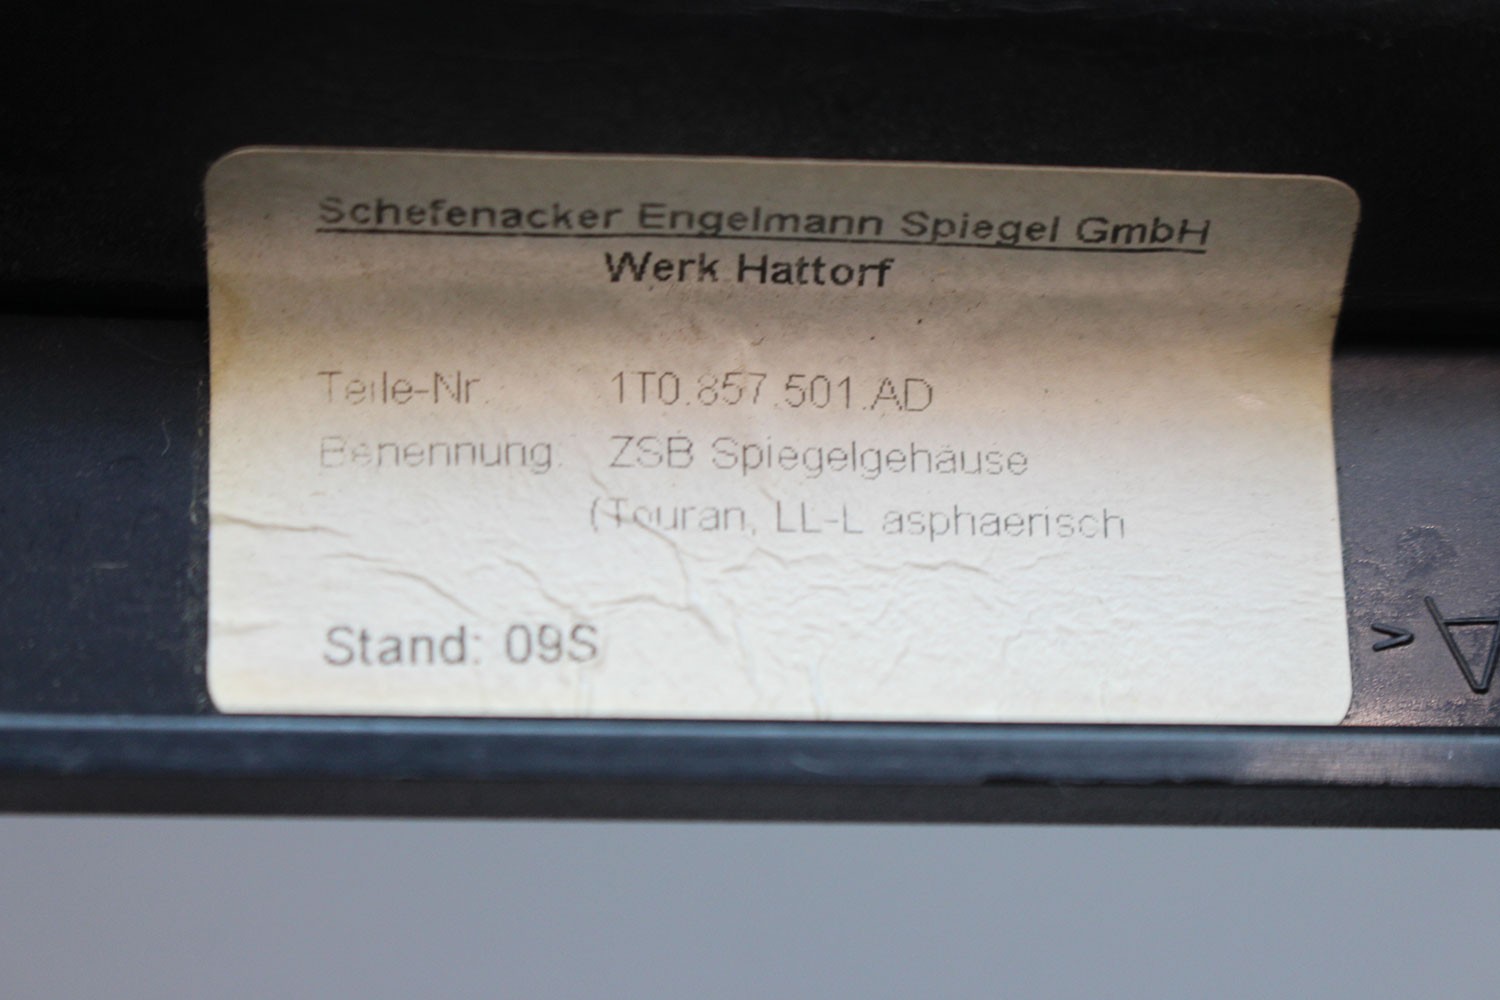 Schefenacker Engelmann Spiegel GmbH
Werk Hattorf
Teile-Nr. 1T0.857.501.AD
Benennung: ZSB Spiegelgehäuse
(Touran, LL-L asphaerisch
Stand: 09S